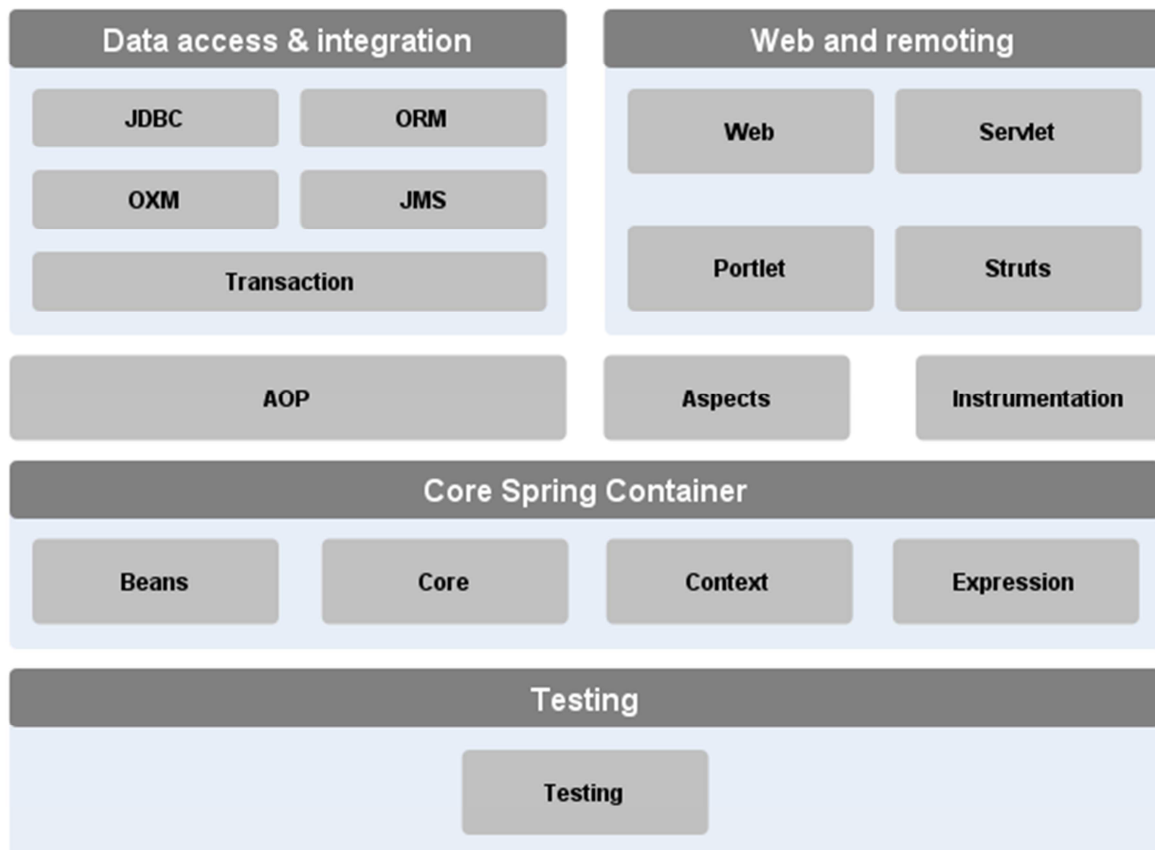 Data access & integration
JDBC
ORM
OXM
JMS
Transaction
Web and remoting
Web
Servlet
Portlet
Struts
AOP
Aspects
Instrumentation
Core Spring Container
Beans
Core
Context
Expression
Testing
Testing